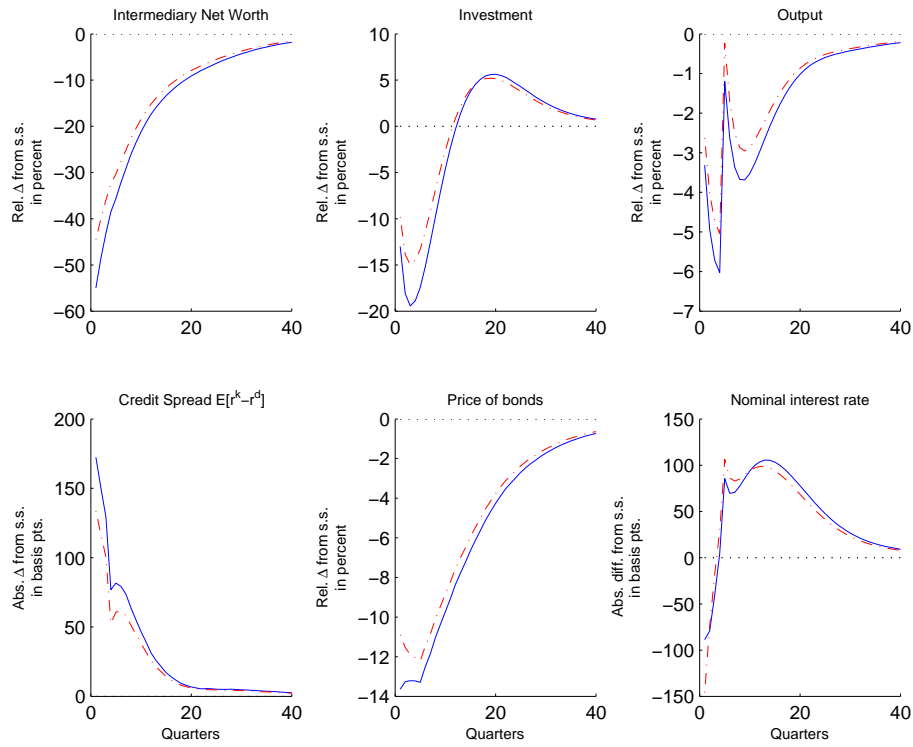 Intermediary Net Worth
Rel. Δ from s.s.
in percent
0
−10
−20
−30
−40
−50
−60
0 20 40
Investment
Rel. Δ from s.s.
in percent
10
5
0
−5
−10
−15
−20
0 20 40
Output
Rel. Δ from s.s.
in percent
0
−1
−2
−3
−4
−5
−6
−7
0 20 40
Credit Spread E[r^k−r^d]
Abs. Δ from s.s.
in basis pts.
200
150
100
50
0
0 20 40
Quarters
Price of bonds
Rel. Δ from s.s.
in percent
0
−2
−4
−6
−8
−10
−12
−14
0 20 40
Quarters
Nominal interest rate
Abs. diff. from s.s.
in basis pts.
150
100
50
0
−50
−100
−150
0 20 40
Quarters